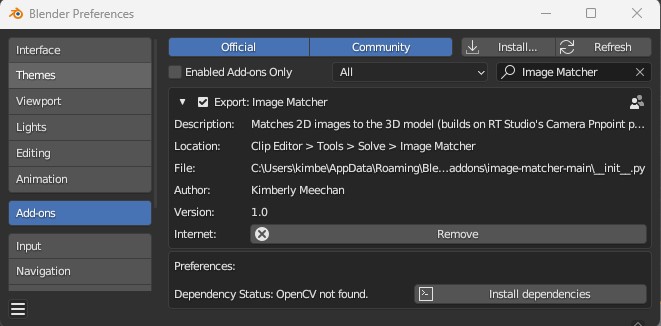 Blender Preferences
Interface
Themes
Viewport
Lights
Editing
Animation
Add-ons
Input
Navigation
Official Community Install... Refresh
Enabled Add-ons Only All Image Matcher
Export: Image Matcher
Description: Matches 2D images to the 3D model (builds on RT Studio's Camera Pnpoint p...
Location: Clip Editor > Tools > Solve > Image Matcher
File: C:\Users\kimbe\AppData\Roaming\Ble...addons\image-matcher-main\__init__.py
Author: Kimberly Meechan
Version: 1.0
Internet: Remove
Preferences:
Dependency Status: OpenCV not found. Install dependencies